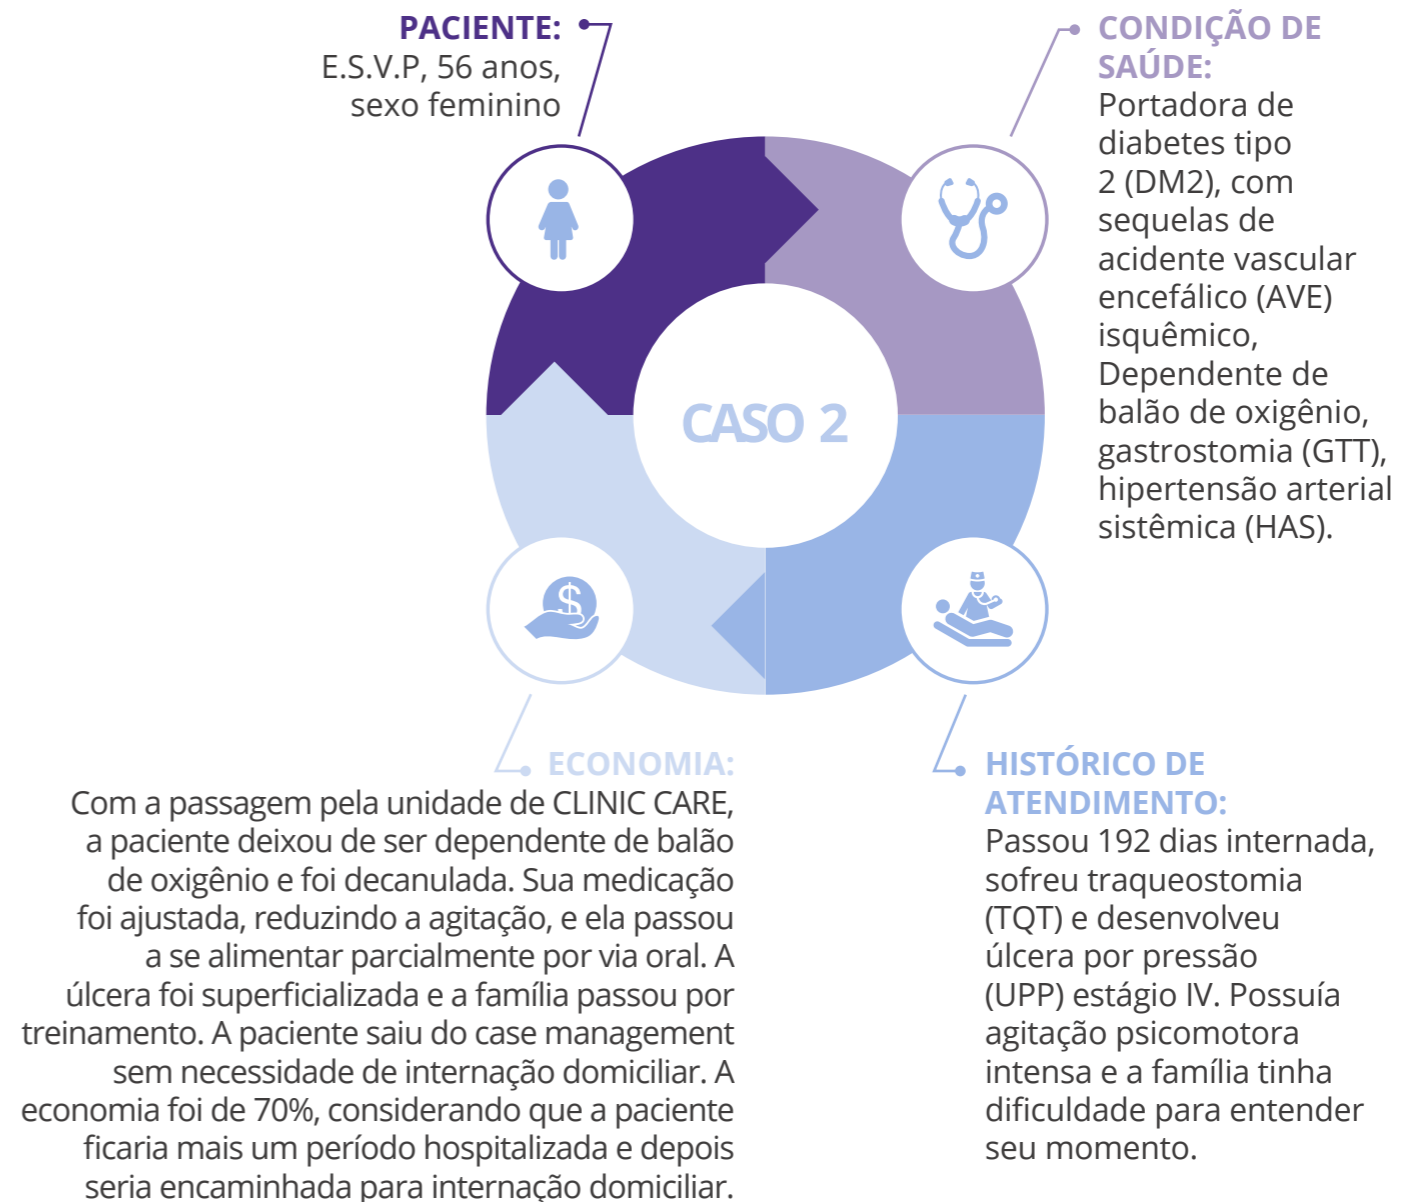 PACIENTE:
E.S.V.P, 56 anos,
sexo feminino
CONDIÇÃO DE
SAÚDE:
Portadora de
diabetes tipo
2 (DM2), com
sequelas de
acidente vascular
encefálico (AVE)
isquêmico,
Dependente de
balão de oxigênio,
gastrostomia (GTT),
hipertensão arterial
sistêmica (HAS).
CASO 2
$
HISTÓRICO DE
ATENDIMENTO:
Passou 192 dias internada,
sofreu traqueostomia
(TQT) e desenvolveu
úlcera por pressão
(UPP) estágio IV. Possuía
agitação psicomotora
intensa e a família tinha
dificuldade para entender
seu momento.
ECONOMIA:
Com a passagem pela unidade de CLINIC CARE,
a paciente deixou de ser dependente de balão
de oxigênio e foi decanulada. Sua medicação
foi ajustada, reduzindo a agitação, e ela passou
a se alimentar parcialmente por via oral. A
úlcera foi superficializada e a família passou por
treinamento. A paciente saiu do case management
sem necessidade de internação domiciliar. A
economia foi de 70%, considerando que a paciente
ficaria mais um período hospitalizada e depois
seria encaminhada para internação domiciliar.